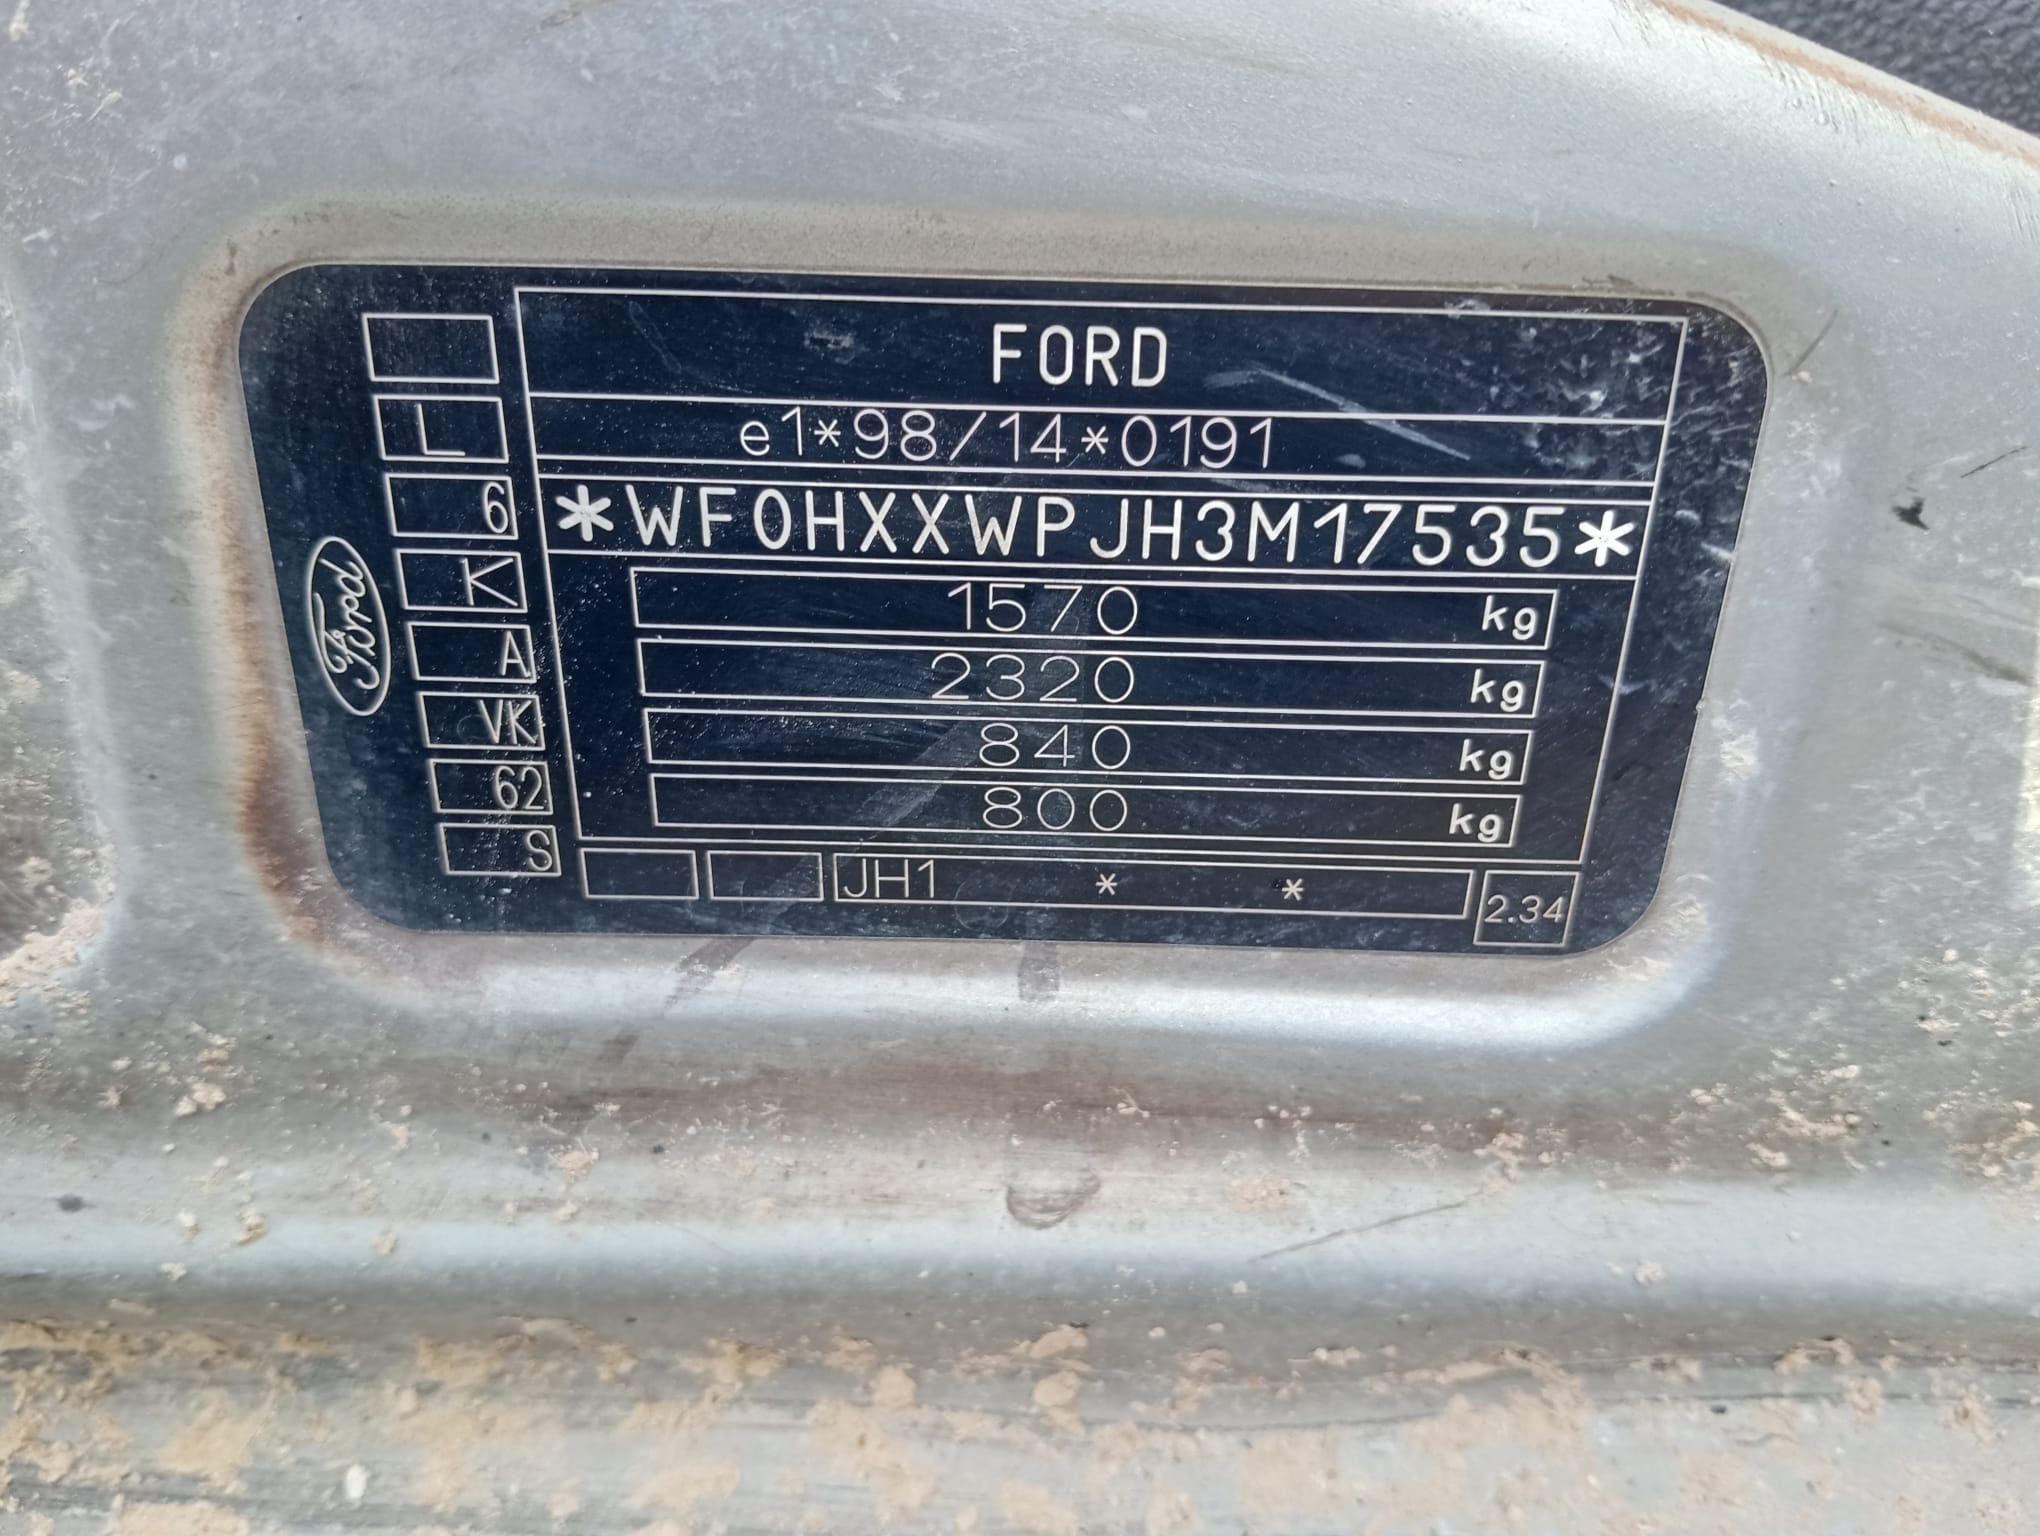 FORD
e1*98/14*0191
*WF0HXXWPJH3M17535*
1570 kg
2320 kg
840 kg
800 kg
L
6
K
A
VK
62
S
Ford
JH1 * *
2.34